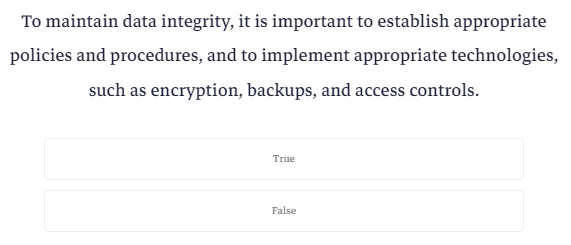 To maintain data integrity, it is important to establish appropriate
policies and procedures, and to implement appropriate technologies,
such as encryption, backups, and access controls.
True
False